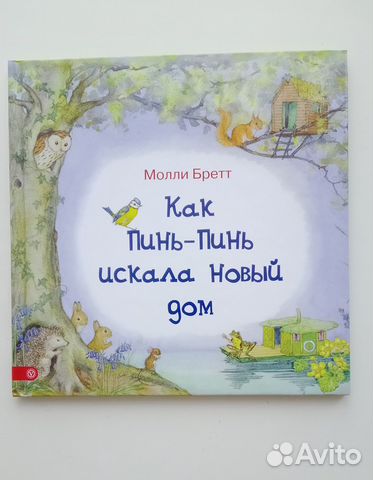 Молли Бретт
Как
Пинь-Пинь
искала новый
дом
Avito